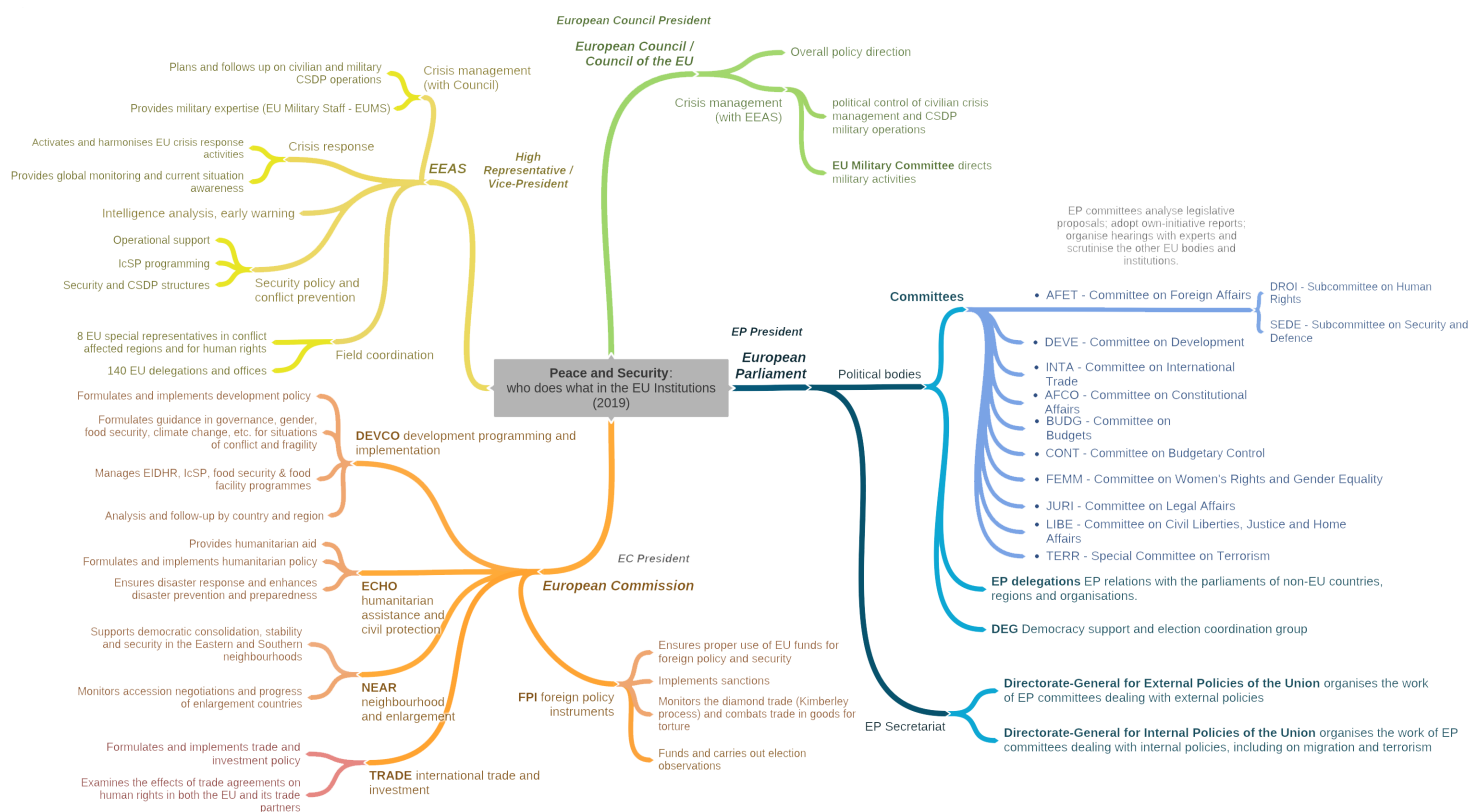 European Council President
European Council /
Council of the EU
Overall policy direction
Crisis management
(with EEAS)
political control of civilian crisis
management and CSDP
military operations
EU Military Committee directs
military activities
Plans and follows up on civilian and military
CSDP operations
Crisis management
(with Council)
Provides military expertise (EU Military Staff - EUMS)
Activates and harmonises EU crisis response
activities
Crisis response
Provides global monitoring and current situation
awareness
EEAS
High
Representative /
Vice-President
Intelligence analysis, early warning
Operational support
IcSP programming
Security and CSDP structures
Security policy and
conflict prevention
8 EU special representatives in conflict
affected regions and for human rights
140 EU delegations and offices
Field coordination
Peace and Security:
who does what in the EU Institutions
(2019)
EP committees analyse legislative
proposals; adopt own-initiative reports;
organise hearings with experts and
scrutinise the other EU bodies and
institutions.
EP President
European
Parliament
Political bodies
Committees
• AFET - Committee on Foreign Affairs
DROI - Subcommittee on Human
Rights
SEDE - Subcommittee on Security and
Defence
• DEVE - Committee on Development
• INTA - Committee on International
Trade
• AFCO - Committee on Constitutional
Affairs
• BUDG - Committee on
Budgets
• CONT - Committee on Budgetary Control
• FEMM - Committee on Women's Rights and Gender Equality
• JURI - Committee on Legal Affairs
• LIBE - Committee on Civil Liberties, Justice and Home
Affairs
• TERR - Special Committee on Terrorism
EP delegations EP relations with the parliaments of non-EU countries,
regions and organisations.
DEG Democracy support and election coordination group
EP Secretariat
Directorate-General for External Policies of the Union organises the work
of EP committees dealing with external policies
Directorate-General for Internal Policies of the Union organises the work of EP
committees dealing with internal policies, including on migration and terrorism
EC President
European Commission
Formulates and implements development policy
Formulates guidance in governance, gender,
food security, climate change, etc. for situations
of conflict and fragility
Manages EIDHR, IcSP, food security & food
facility programmes
Analysis and follow-up by country and region
DEVCO development programming and
implementation
Provides humanitarian aid
Formulates and implements humanitarian policy
Ensures disaster response and enhances
disaster prevention and preparedness
ECHO
humanitarian
assistance and
civil protection
Supports democratic consolidation, stability
and security in the Eastern and Southern
neighbourhoods
Monitors accession negotiations and progress
of enlargement countries
NEAR
neighbourhood
and enlargement
Formulates and implements trade and
investment policy
Examines the effects of trade agreements on
human rights in both the EU and its trade
partners
TRADE international trade and
investment
FPI foreign policy
instruments
Ensures proper use of EU funds for
foreign policy and security
Implements sanctions
Monitors the diamond trade (Kimberley
process) and combats trade in goods for
torture
Funds and carries out election
observations